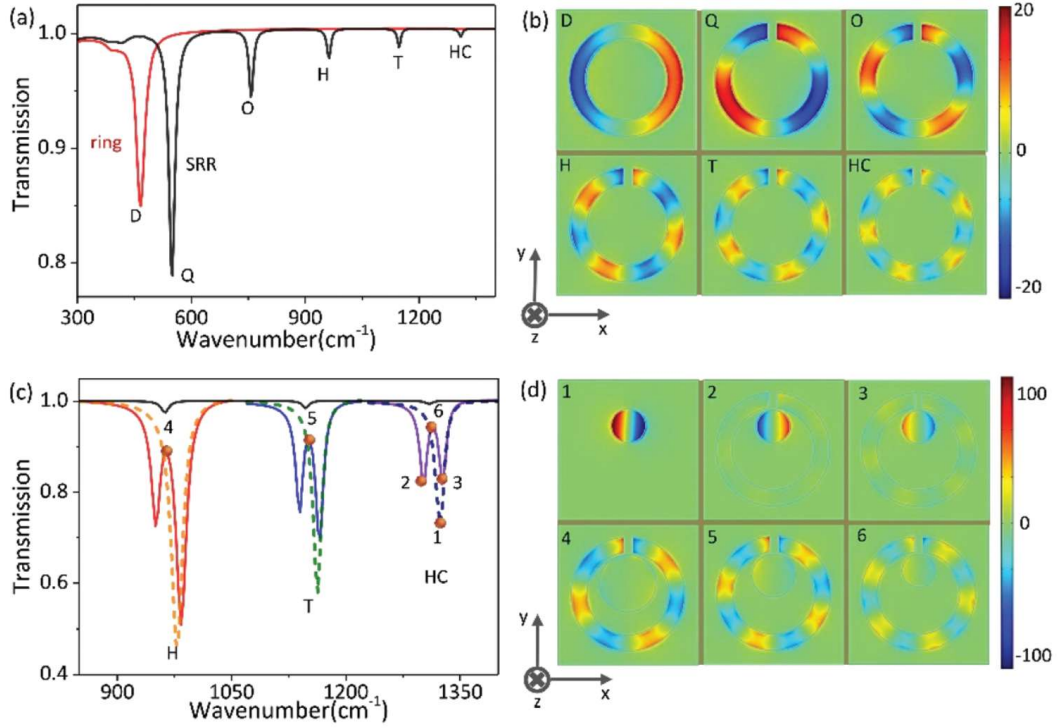 (a)
1.0
0.9
0.8
Transmission
ring
SRR
D
Q
O
H
T
HC
300 600 900 1200
Wavenumber(cm⁻¹)
(b)
D Q O
H T HC
20
0
-20
y
z x
(c)
1.0
0.8
0.6
0.4
Transmission
4 5 6
2 3
1
H T HC
900 1050 1200 1350
Wavenumber(cm⁻¹)
(d)
1 2 3
4 5 6
100
0
-100
y
z x